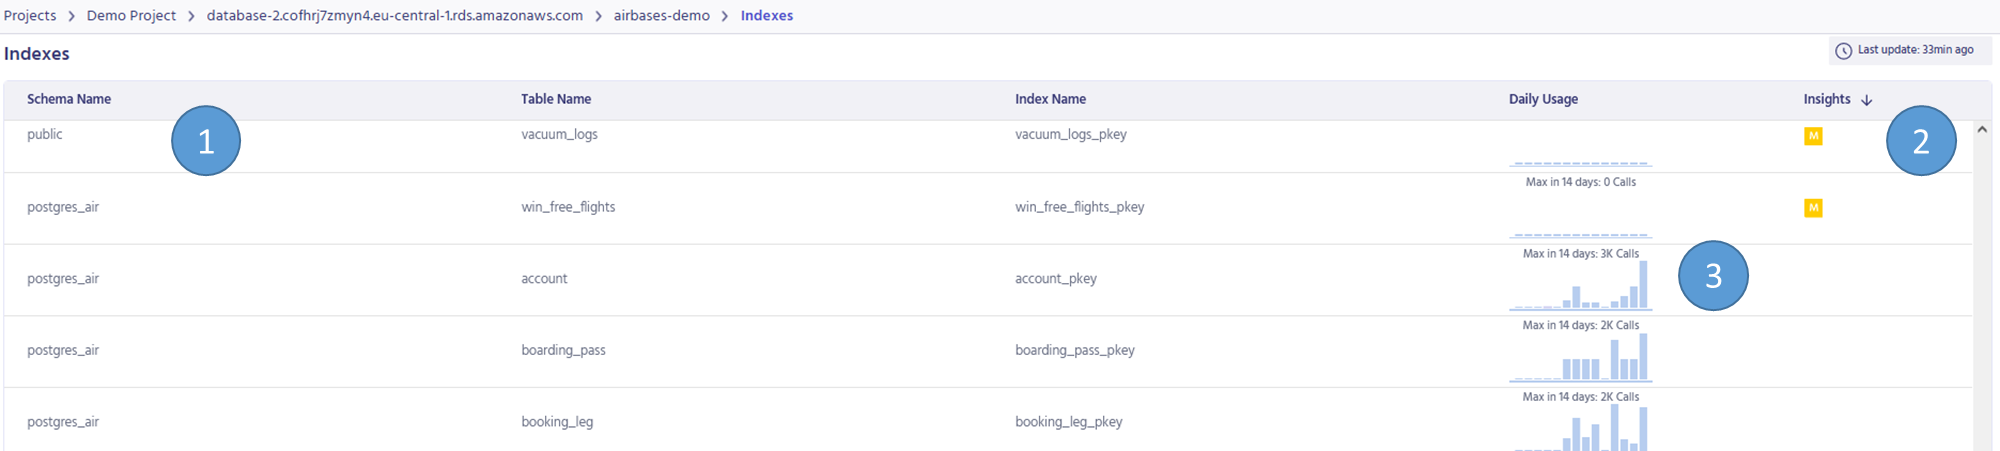 Projects > Demo Project > database-2.cofhrj7zmyn4.eu-central-1.rds.amazonaws.com > airbases-demo > Indexes
Indexes
Last update: 33min ago
Schema Name Table Name Index Name Daily Usage Insights ↓
public 1 vacuum_logs vacuum_logs_pkey M 2
Max in 14 days: 0 Calls
postgres_air win_free_flights win_free_flights_pkey M
Max in 14 days: 3K Calls
postgres_air account account_pkey 3
Max in 14 days: 2K Calls
postgres_air boarding_pass boarding_pass_pkey
Max in 14 days: 2K Calls
postgres_air booking_leg booking_leg_pkey